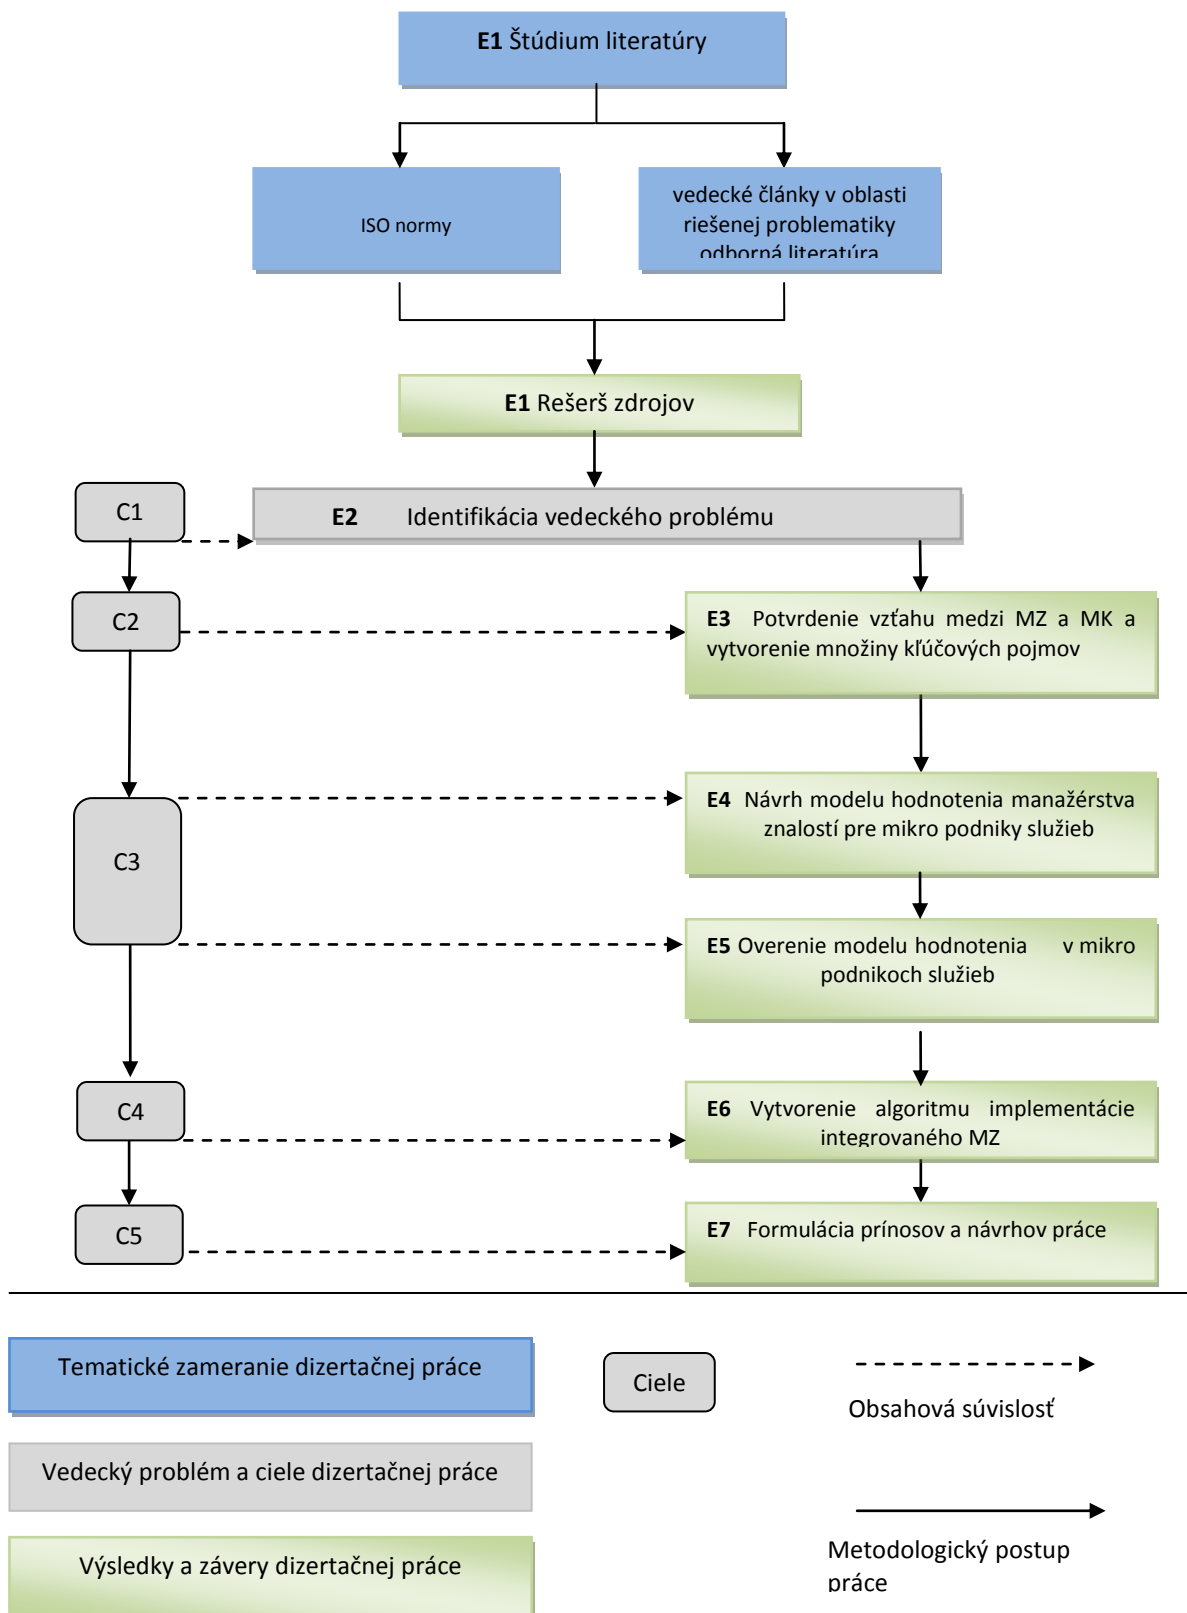 E1 Štúdium literatúry
ISO normy
vedecké články v oblasti
riešenej problematiky
odborná literatúra
E1 Rešerš zdrojov
C1
E2 Identifikácia vedeckého problému
C2
E3 Potvrdenie vzťahu medzi MZ a MK a
vytvorenie množiny kľúčových pojmov
C3
E4 Návrh modelu hodnotenia manažérstva
znalostí pre mikro podniky služieb
E5 Overenie modelu hodnotenia v mikro
podnikoch služieb
C4
E6 Vytvorenie algoritmu implementácie
integrovaného MZ
C5
E7 Formulácia prínosov a návrhov práce
Tematické zameranie dizertačnej práce
Ciele
Obsahová súvislosť
Vedecký problém a ciele dizertačnej práce
Metodologický postup
práce
Výsledky a závery dizertačnej práce